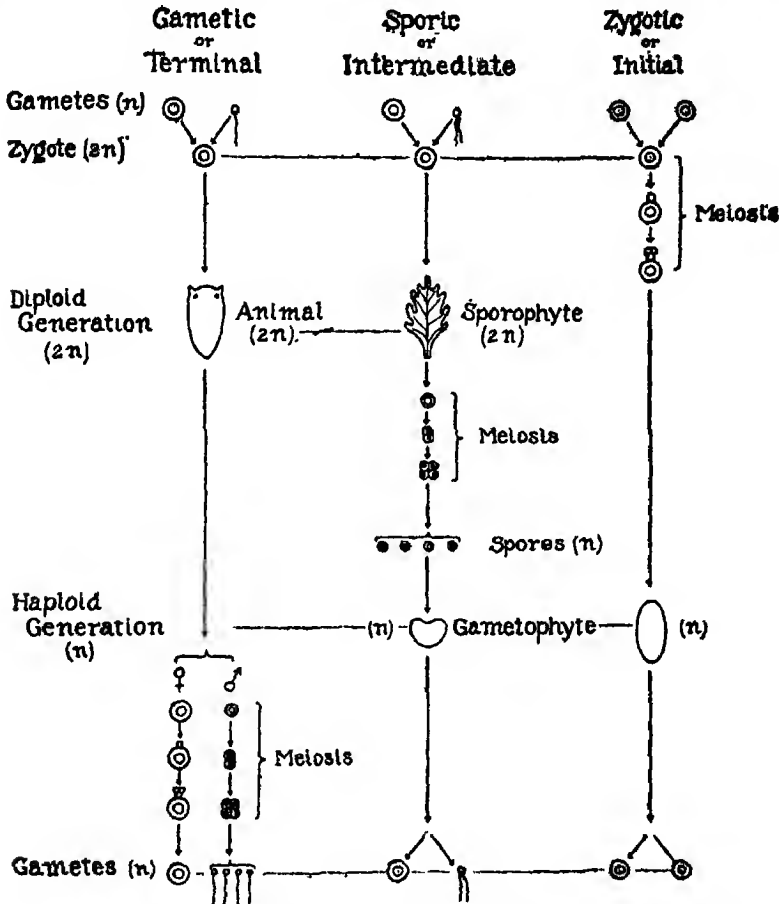 Gametic
or
Terminal
Sporic
or
Intermediate
Zygotic
or
Initial
Gametes (n)
Zygote (2n)
Meiosis
Diploid
Generation
(2n)
Animal
(2n).
Sporophyte
(2n)
Meiosis
Spores (n)
Haploid
Generation
(n)
(n)
Gametophyte
(n)
♀
♂
Meiosis
Gametes (n)